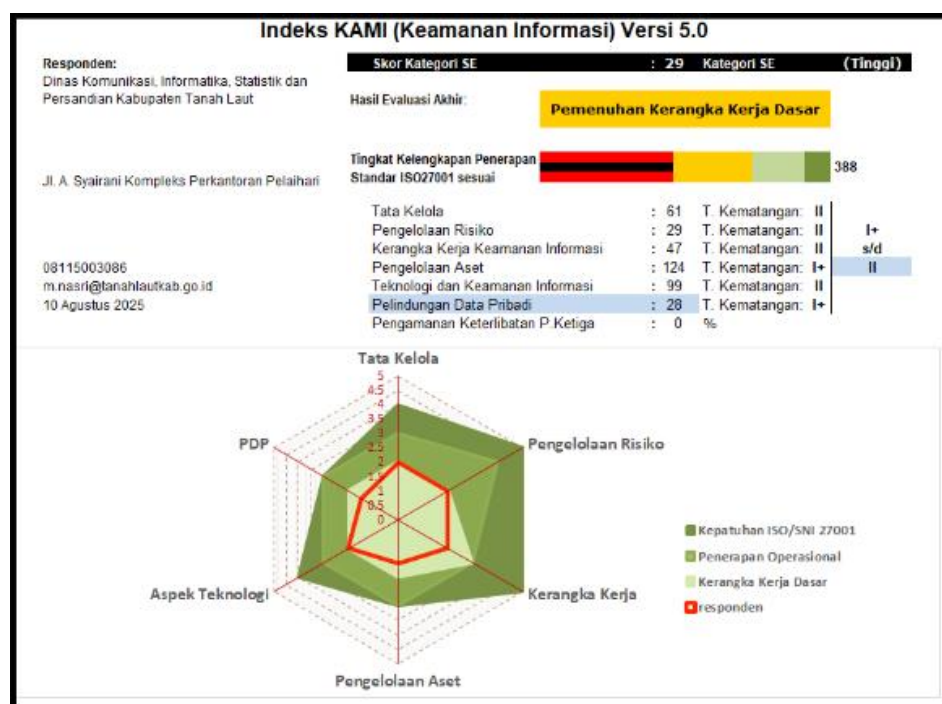 Indeks KAMI (Keamanan Informasi) Versi 5.0
Responden:
Dinas Komunikasi, Informatika, Statistik dan
Persandian Kabupaten Tanah Laut
Jl. A. Syairani Kompleks Perkantoran Pelaihari
08115003086
m.nasri@tanahlautkab.go.id
10 Agustus 2025
Skor Kategori SE : 29 Kategori SE (Tinggi)
Hasil Evaluasi Akhir:
Pemenuhan Kerangka Kerja Dasar
Tingkat Kelengkapan Penerapan
Standar ISO27001 sesuai
388
Tata Kelola : 61 T. Kematangan: II
Pengelolaan Risiko : 29 T. Kematangan: II I+
Kerangka Kerja Keamanan Informasi : 47 T. Kematangan: II s/d
Pengelolaan Aset : 124 T. Kematangan: I+ II
Teknologi dan Keamanan Informasi : 99 T. Kematangan: II
Pelindungan Data Pribadi : 28 T. Kematangan: I+
Pengamanan Keterlibatan P.Ketiga : 0 %
Tata Kelola
5
4.5
4
3.5
3
2.5
2
1.5
1
0.5
0
PDP
Pengelolaan Risiko
Aspek Teknologi
Kerangka Kerja
Pengelolaan Aset
Kepatuhan ISO/SNI 27001
Penerapan Operasional
Kerangka Kerja Dasar
responden